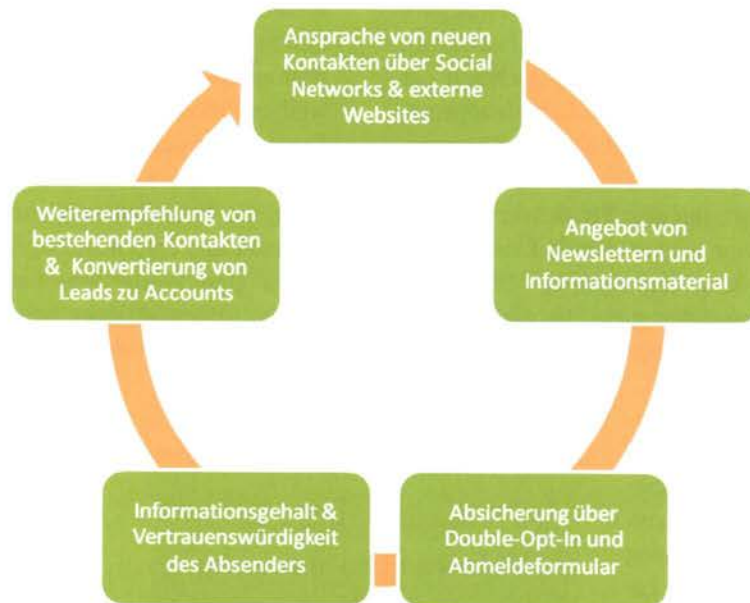 Ansprache von neuen
Kontakten über Social
Networks & externe
Websites
Angebot von
Newslettern und
Informationsmaterial
Absicherung über
Double-Opt-In und
Abmeldeformular
Informationsgehalt &
Vertrauenswürdigkeit
des Absenders
Weiterempfehlung von
bestehenden Kontakten
& Konvertierung von
Leads zu Accounts